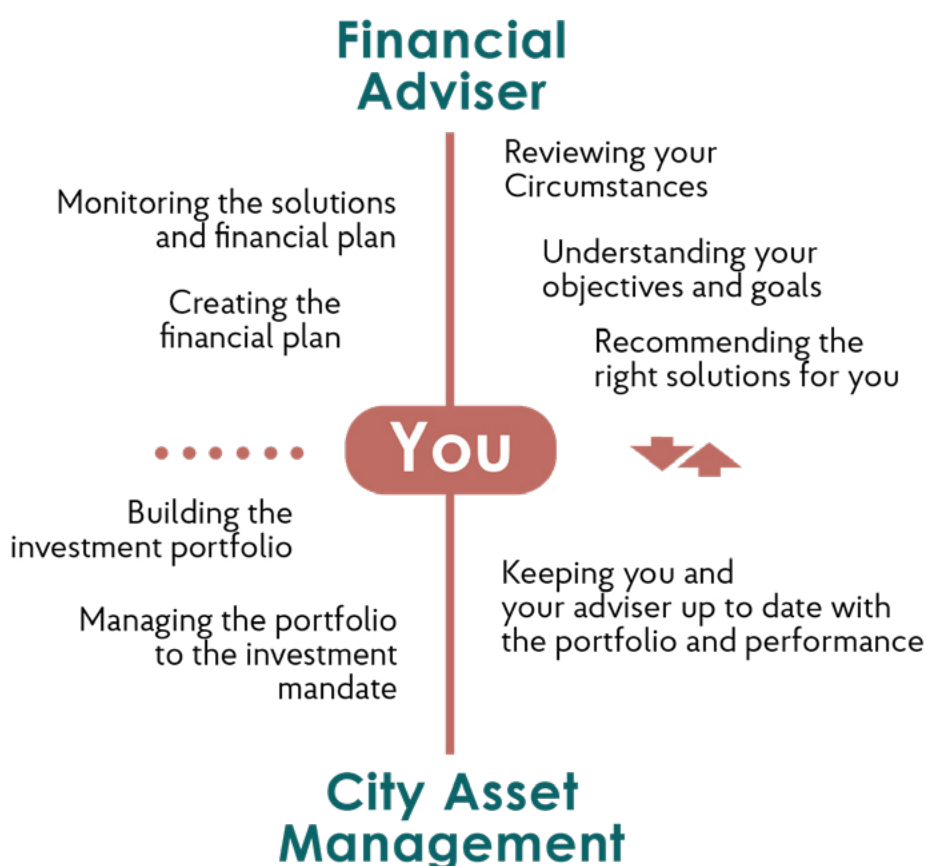 Financial
Adviser
Reviewing your
Circumstances
Monitoring the solutions
and financial plan
Understanding your
objectives and goals
Creating the
financial plan
Recommending the
right solutions for you
You
Building the
investment portfolio
Keeping you and
your adviser up to date with
the portfolio and performance
Managing the portfolio
to the investment
mandate
City Asset
Management